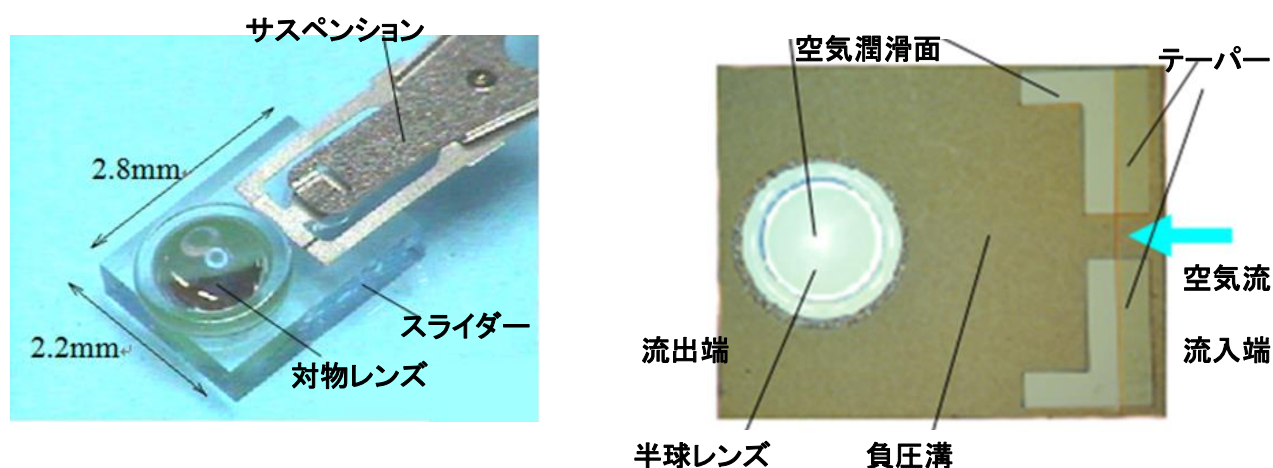 サスペンション
2.8mm
2.2mm
スライダー
対物レンズ
空気潤滑面
テーパー
空気流
流出端
流入端
半球レンズ
負圧溝